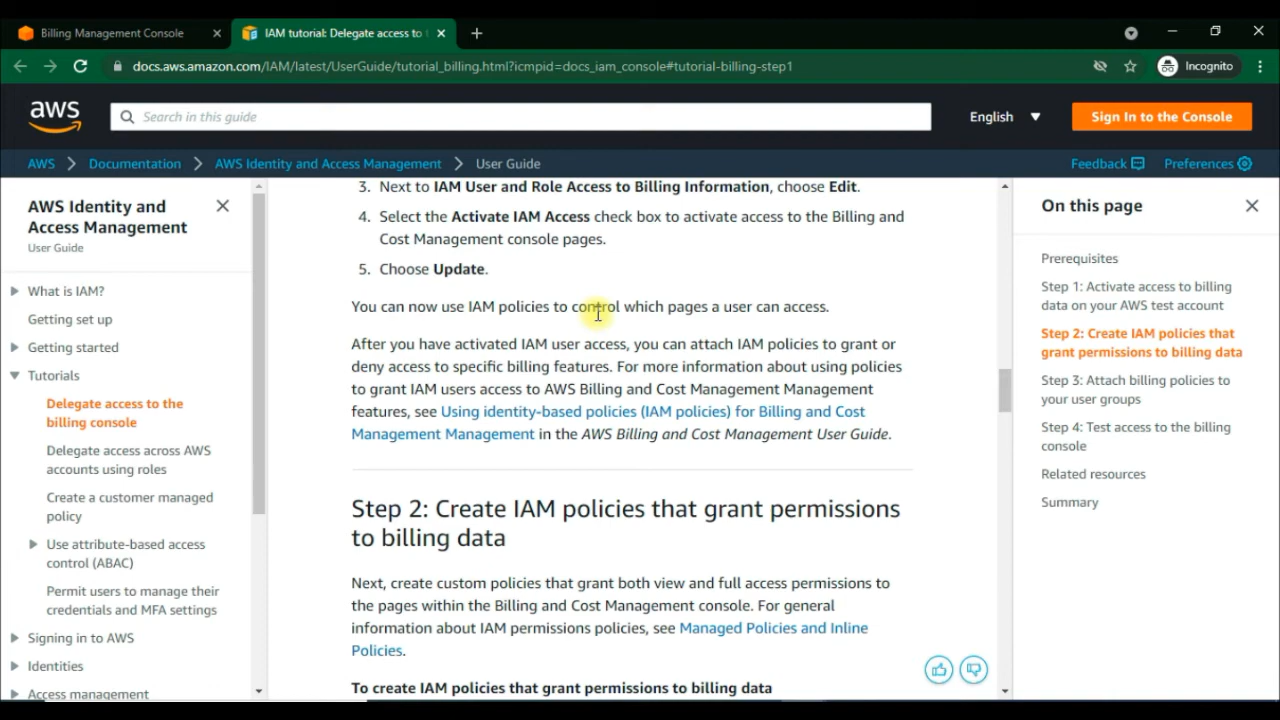 Billing Management Console
IAM tutorial: Delegate access to
docs.aws.amazon.com/IAM/latest/UserGuide/tutorial_billing.html?icmpid=docs_iam_console#tutorial-billing-step1
Incognito
aws
Search in this guide
English
Sign In to the Console
AWS
Documentation
AWS Identity and Access Management
User Guide
Feedback
Preferences
AWS Identity and
Access Management
User Guide
What is IAM?
Getting set up
Getting started
Tutorials
Delegate access to the
billing console
Delegate access across AWS
accounts using roles
Create a customer managed
policy
Use attribute-based access
control (ABAC)
Permit users to manage their
credentials and MFA settings
Signing in to AWS
Identities
Access management
3. Next to IAM User and Role Access to Billing Information, choose Edit.
4. Select the Activate IAM Access check box to activate access to the Billing and
Cost Management console pages.
5. Choose Update.
You can now use IAM policies to control which pages a user can access.
After you have activated IAM user access, you can attach IAM policies to grant or
deny access to specific billing features. For more information about using policies
to grant IAM users access to AWS Billing and Cost Management Management
features, see Using identity-based policies (IAM policies) for Billing and Cost
Management Management in the AWS Billing and Cost Management User Guide.
Step 2: Create IAM policies that grant permissions
to billing data
Next, create custom policies that grant both view and full access permissions to
the pages within the Billing and Cost Management console. For general
information about IAM permissions policies, see Managed Policies and Inline
Policies.
To create IAM policies that grant permissions to billing data
On this page
Prerequisites
Step 1: Activate access to billing
data on your AWS test account
Step 2: Create IAM policies that
grant permissions to billing data
Step 3: Attach billing policies to
your user groups
Step 4: Test access to the billing
console
Related resources
Summary